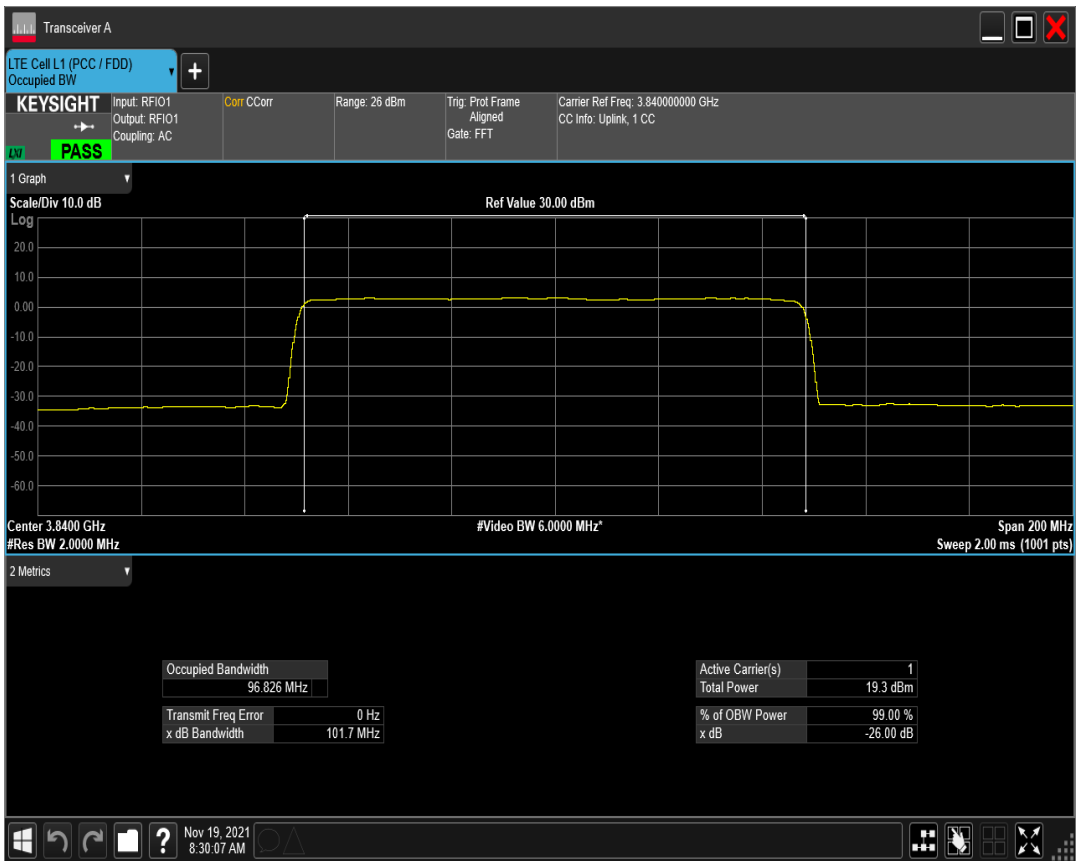 Transceiver A
LTE Cell L1 (PCC / FDD)
Occupied BW
+
KEYSIGHT
LXI
PASS
Input: RFIO1
Output: RFIO1
Coupling: AC
Corr CCorr
Range: 26 dBm
Trig: Prot Frame
Aligned
Gate: FFT
Carrier Ref Freq: 3.840000000 GHz
CC Info: Uplink, 1 CC
1 Graph
Scale/Div 10.0 dB
Ref Value 30.00 dBm
Log
20.0
10.0
0.00
-10.0
-20.0
-30.0
-40.0
-50.0
-60.0
Center 3.8400 GHz
#Video BW 6.0000 MHz*
Span 200 MHz
#Res BW 2.0000 MHz
Sweep 2.00 ms (1001 pts)
2 Metrics
Occupied Bandwidth
96.826 MHz
Transmit Freq Error 0 Hz
x dB Bandwidth 101.7 MHz
Active Carrier(s) 1
Total Power 19.3 dBm
% of OBW Power 99.00 %
x dB -26.00 dB
?
Nov 19, 2021
8:30:07 AM